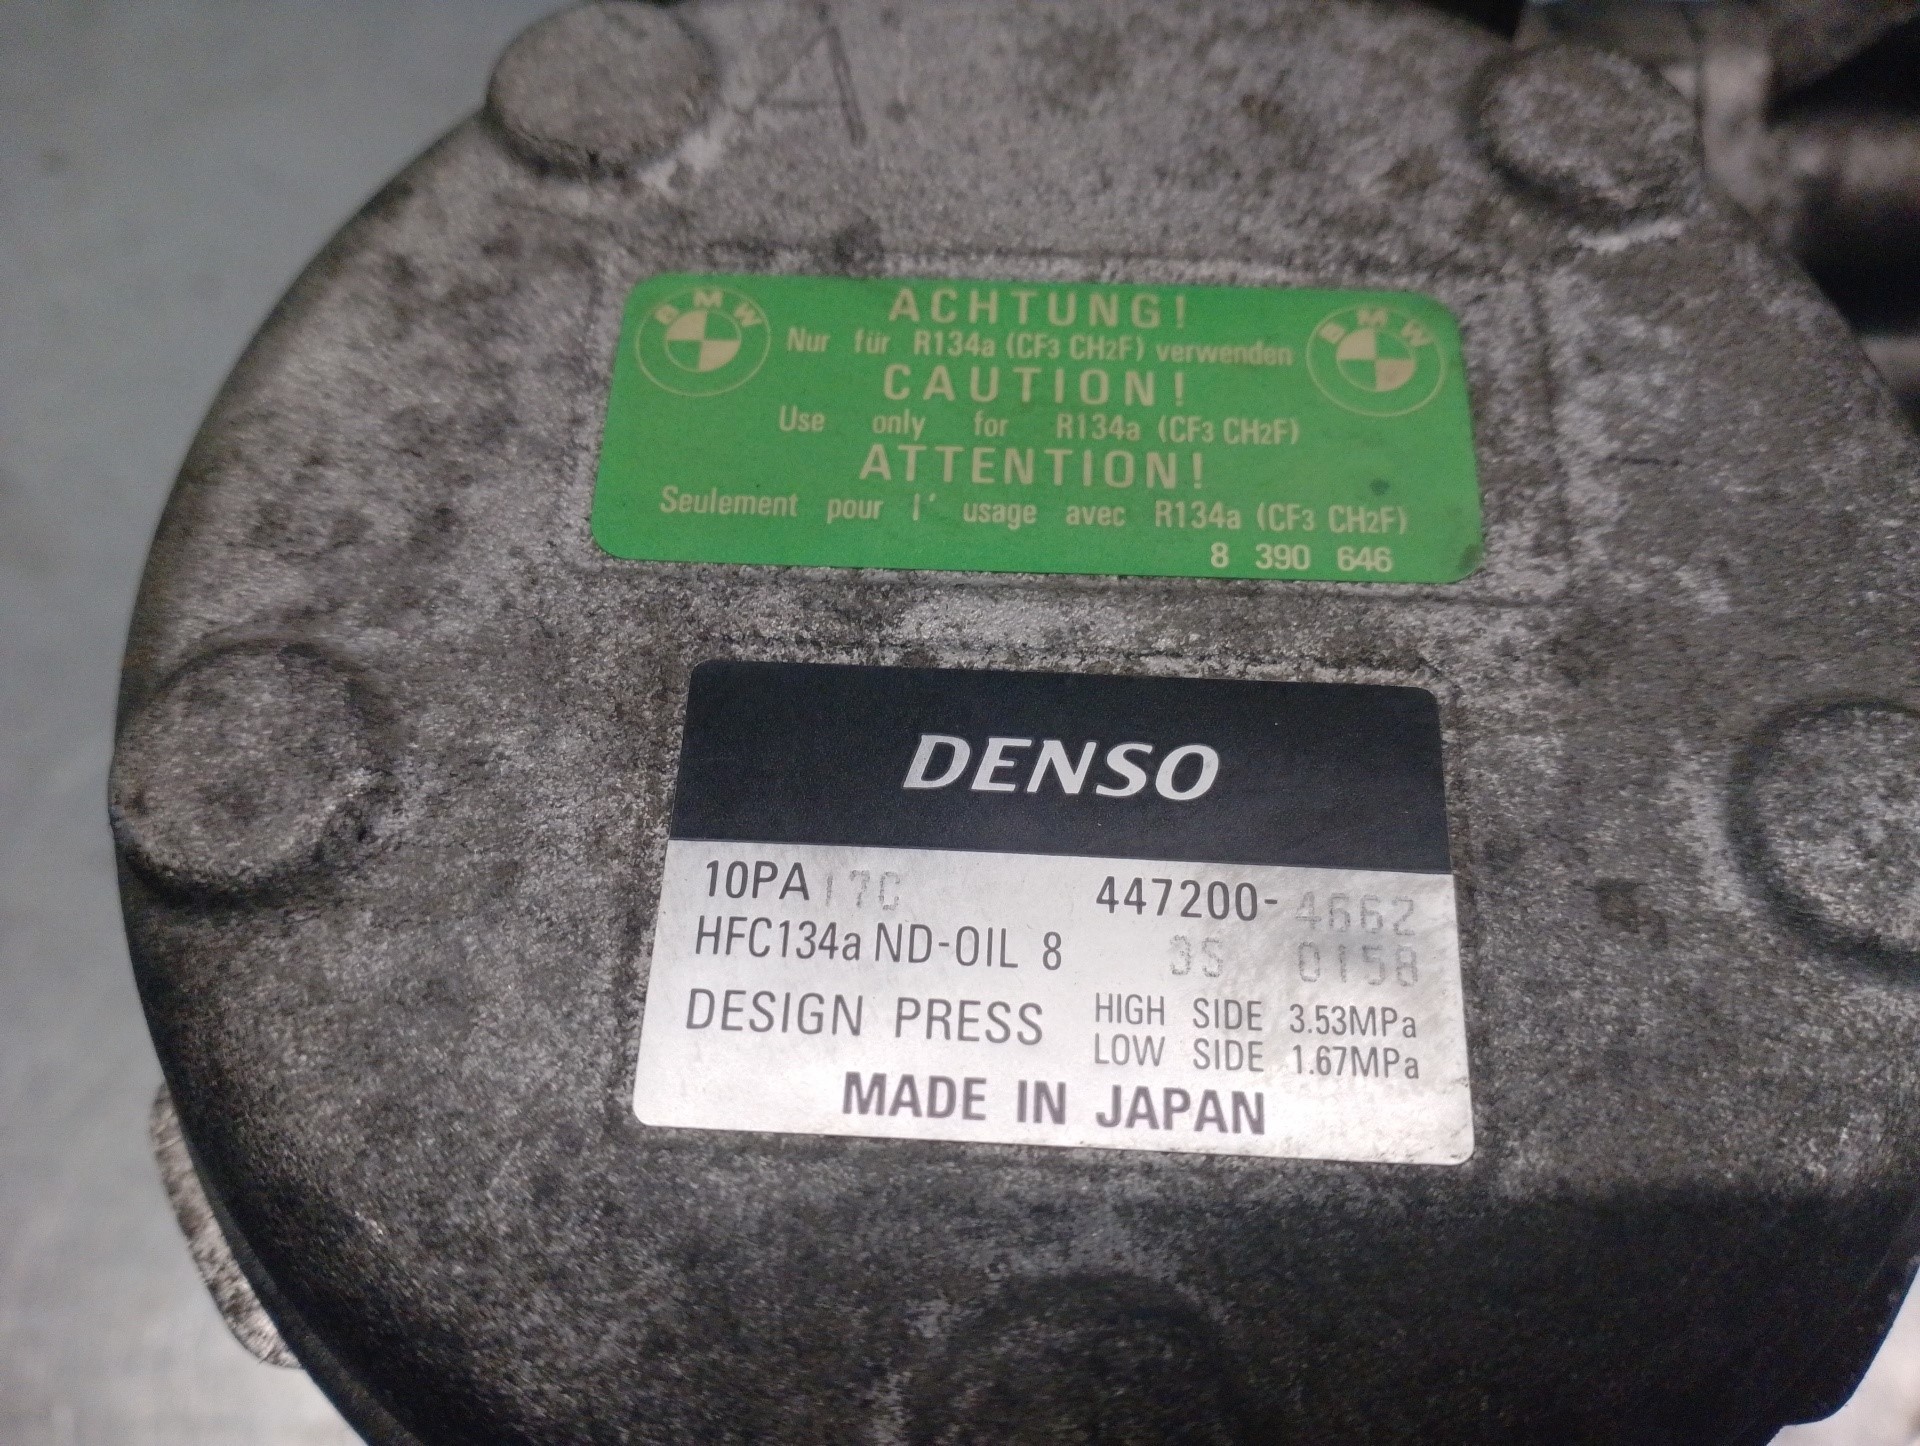 BMW
ACHTUNG!
BMW
Nur für R134a (CF3 CH2F) verwenden
CAUTION!
Use only for R134a (CF3 CH2F)
ATTENTION!
Seulement pour l' usage avec R134a (CF3 CH2F)
8 390 646
DENSO
10PA17C 447200-4662
HFC134a ND-OIL 8 3S 0158
DESIGN PRESS HIGH SIDE 3.53MPa
LOW SIDE 1.67MPa
MADE IN JAPAN